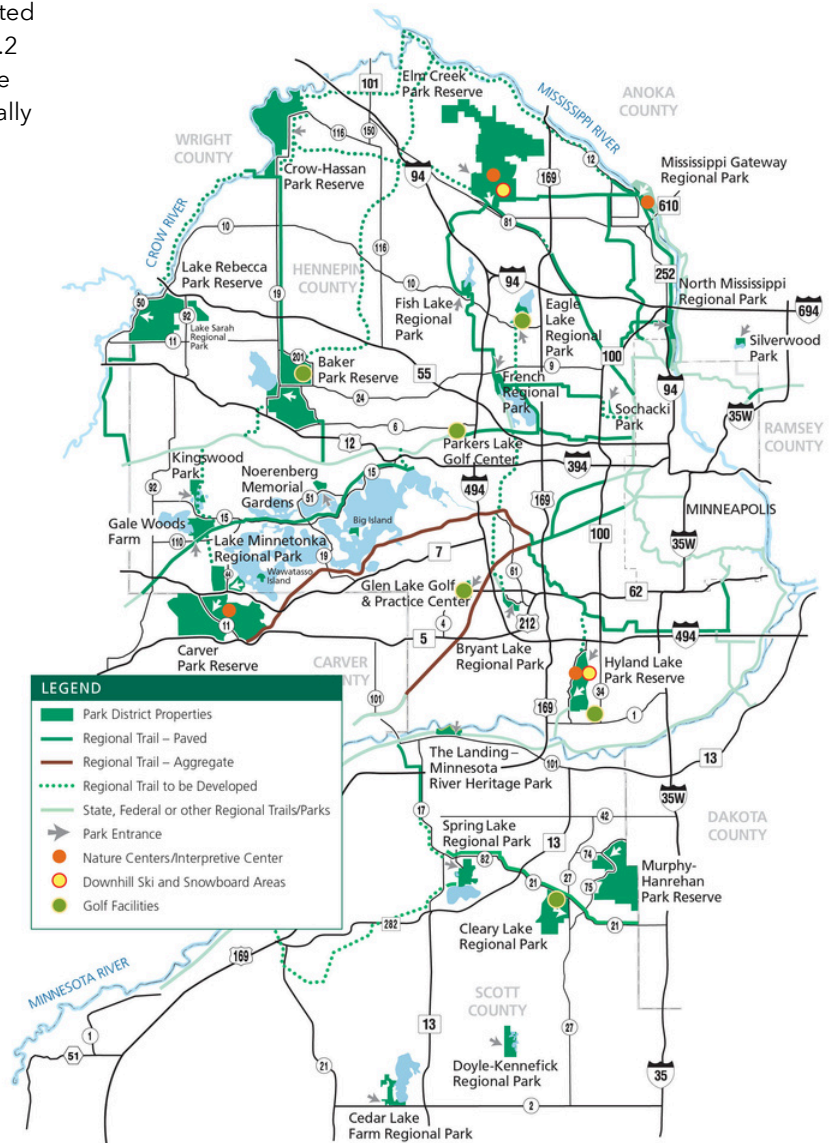 ted
.2
e
ally
101
Elm Creek
Park Reserve
MISSISSIPPI RIVER
ANOKA
COUNTY
WRIGHT
COUNTY
116
150
12
Crow-Hassan
Park Reserve
94
169
Mississippi Gateway
Regional Park
610
81
CROW RIVER
10
116
252
Lake Rebecca
Park Reserve
HENNEPIN
COUNTY
10
94
North Mississippi
Regional Park
50
92
19
Fish Lake
Regional
Park
Eagle
Lake
Regional
Park
694
Lake Sarah
Regional
Park
11
Silverwood
Park
201
Baker
Park Reserve
55
9
100
French
Regional
Park
94
24
Sochacki
Park
35W
RAMSEY
COUNTY
6
12
Parkers Lake
Golf Center
394
Kingswood
Park
Noerenberg
Memorial
Gardens
15
92
51
494
169
Big Island
MINNEAPOLIS
Gale Woods
Farm
15
110
Lake Minnetonka
Regional Park
19
7
100
35W
44
Wawatasso
Island
61
Glen Lake Golf
& Practice Center
62
11
4
212
5
494
Carver
Park Reserve
Bryant Lake
Regional Park
Hyland Lake
Park Reserve
CARVER
COUNTY
101
34
169
1
LEGEND
Park District Properties
Regional Trail – Paved
Regional Trail – Aggregate
Regional Trail to be Developed
State, Federal or other Regional Trails/Parks
Park Entrance
Nature Centers/Interpretive Center
Downhill Ski and Snowboard Areas
Golf Facilities
The Landing –
Minnesota
River Heritage Park
101
13
35W
17
42
DAKOTA
COUNTY
Spring Lake
Regional Park
13
82
74
27
21
75
Murphy-
Hanrehan
Park Reserve
282
Cleary Lake
Regional Park
21
169
MINNESOTA RIVER
SCOTT
COUNTY
13
27
1
51
21
Doyle-Kennefick
Regional Park
35
2
Cedar Lake
Farm Regional Park